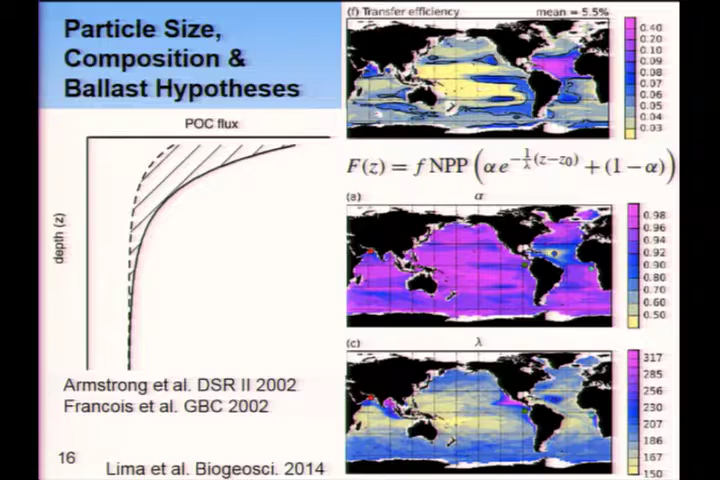 Particle Size,
Composition &
Ballast Hypotheses
POC flux
depth (z)
Armstrong et al. DSR II 2002
Francois et al. GBC 2002
16
Lima et al. Biogeosci. 2014
(f) Transfer efficiency mean = 5.5%
0.40
0.20
0.10
0.09
0.08
0.07
0.06
0.05
0.04
0.03
F(z) = f NPP (αe^{-\frac{1}{λ}(z-z_0)} + (1-α))
(a) α
0.98
0.96
0.94
0.92
0.90
0.80
0.70
0.60
0.50
(c) λ
317
285
256
230
207
186
167
150